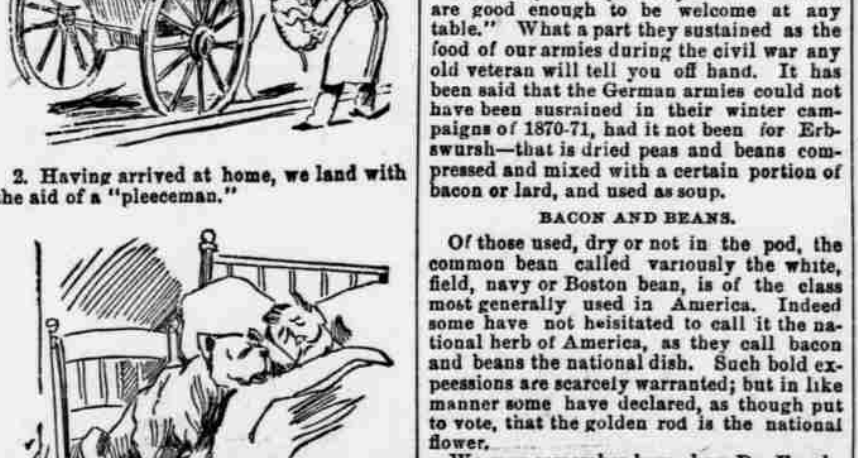 2. Having arrived at home, we land with
the aid of a "pleeceman."
are good enough to be welcome at any
table." What a part they sustained as the
food of our armies during the civil war any
old veteran will tell you off hand. It has
been said that the German armies could not
have been susrained in their winter cam-
paigns of 1870-71, had it not been for Erb-
swursh—that is dried peas and beans com-
pressed and mixed with a certain portion of
bacon or lard, and used as soup.
BACON AND BEANS.
Of those used, dry or not in the pod, the
common bean called variously the white,
field, navy or Boston bean, is of the class
most generally used in America. Indeed
some have not heisitated to call it the na-
tional herb of America, as they call bacon
and beans the national dish. Such bold ex-
peessions are scarcely warranted; but in like
manner some have declared, as though put
to vote, that the golden rod is the national
flower.